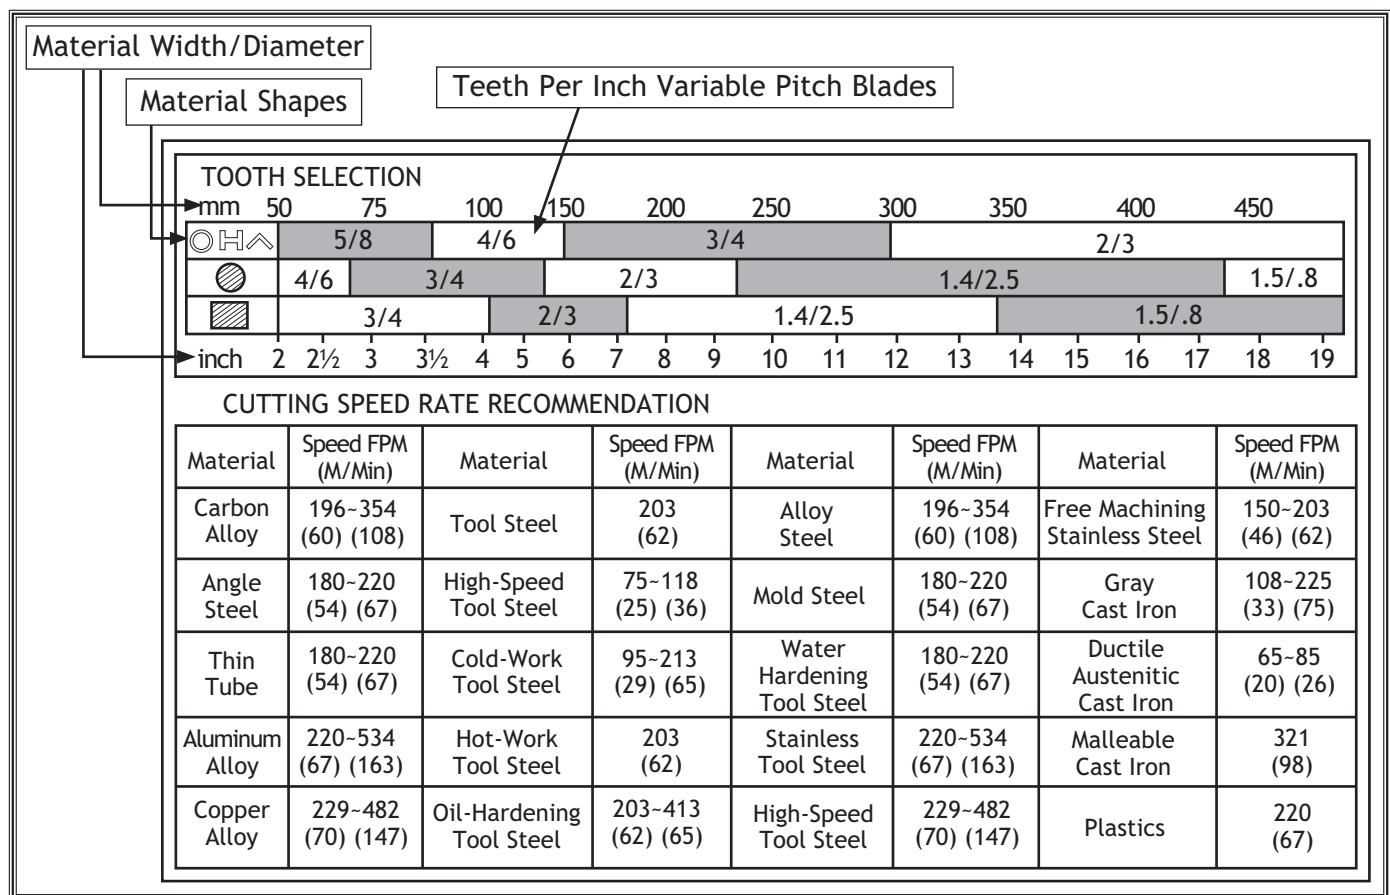 Material Width/Diameter
Material Shapes
Teeth Per Inch Variable Pitch Blades
TOOTH SELECTION
mm 50 75 100 150 200 250 300 350 400 450
5/8 4/6 3/4 2/3
4/6 3/4 2/3 1.4/2.5 1.5/.8
3/4 2/3 1.4/2.5 1.5/.8
inch 2 2½ 3 3½ 4 5 6 7 8 9 10 11 12 13 14 15 16 17 18 19
CUTTING SPEED RATE RECOMMENDATION
Material Speed FPM Material Speed FPM Material Speed FPM Material Speed FPM
(M/Min) (M/Min) (M/Min) (M/Min)
Carbon 196~354 Tool Steel 203 Alloy 196~354 Free Machining 150~203
Alloy (60) (108) (62) Steel (60) (108) Stainless Steel (46) (62)
Angle 180~220 High-Speed 75~118 Mold Steel 180~220 Gray 108~225
Steel (54) (67) Tool Steel (25) (36) (54) (67) Cast Iron (33) (75)
Thin 180~220 Cold-Work 95~213 Water 180~220 Ductile 65~85
Tube (54) (67) Tool Steel (29) (65) Hardening (54) (67) Austenitic (20) (26)
Tool Steel Cast Iron
Aluminum 220~534 Hot-Work 203 Stainless 220~534 Malleable 321
Alloy (67) (163) Tool Steel (62) Tool Steel (67) (163) Cast Iron (98)
Copper 229~482 Oil-Hardening 203~413 High-Speed 229~482 Plastics 220
Alloy (70) (147) Tool Steel (62) (65) Tool Steel (70) (147) (67)